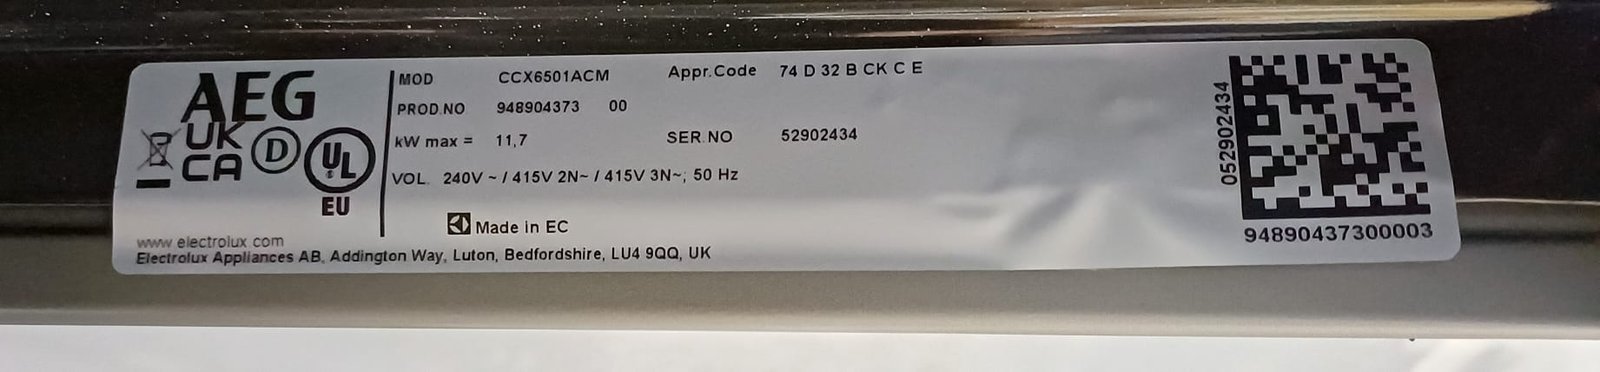 AEG
UK
CA
D
UL
®
EU
MOD CCX6501ACM Appr.Code 74 D 32 B CK C E
PROD.NO 948904373 00
kW max = 11,7 SER.NO 52902434
VOL. 240V ~ / 415V 2N~ / 415V 3N~; 50 Hz
Made in EC
www.electrolux.com
Electrolux Appliances AB, Addington Way, Luton, Bedfordshire, LU4 9QQ, UK
052902434
94890437300003